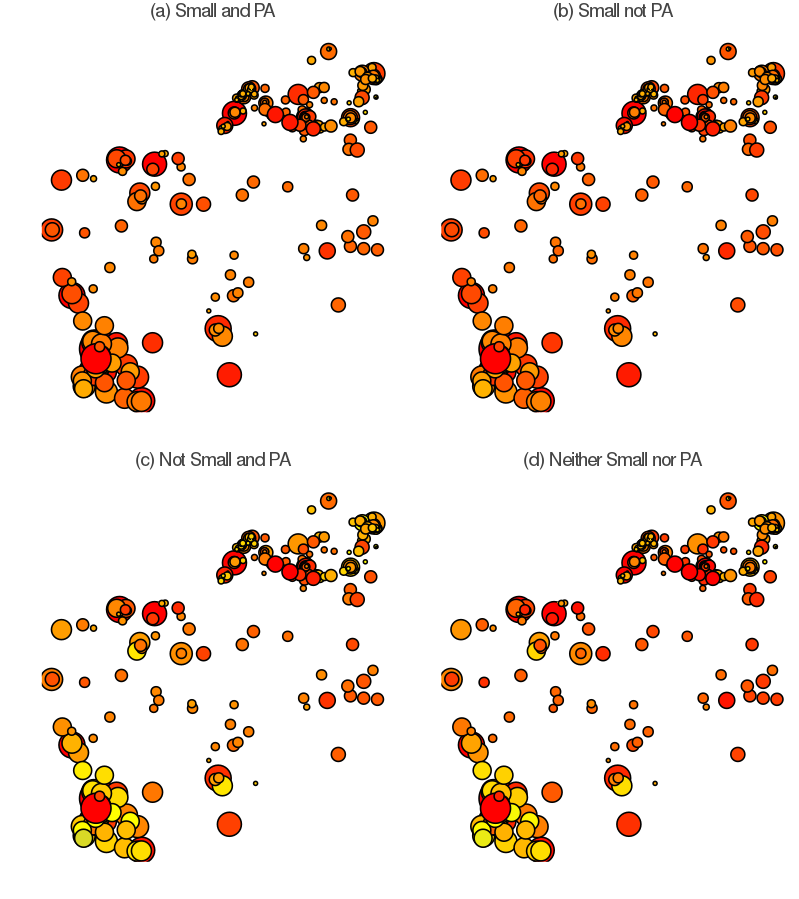 (a) Small and PA
(b) Small not PA
(c) Not Small and PA
(d) Neither Small nor PA